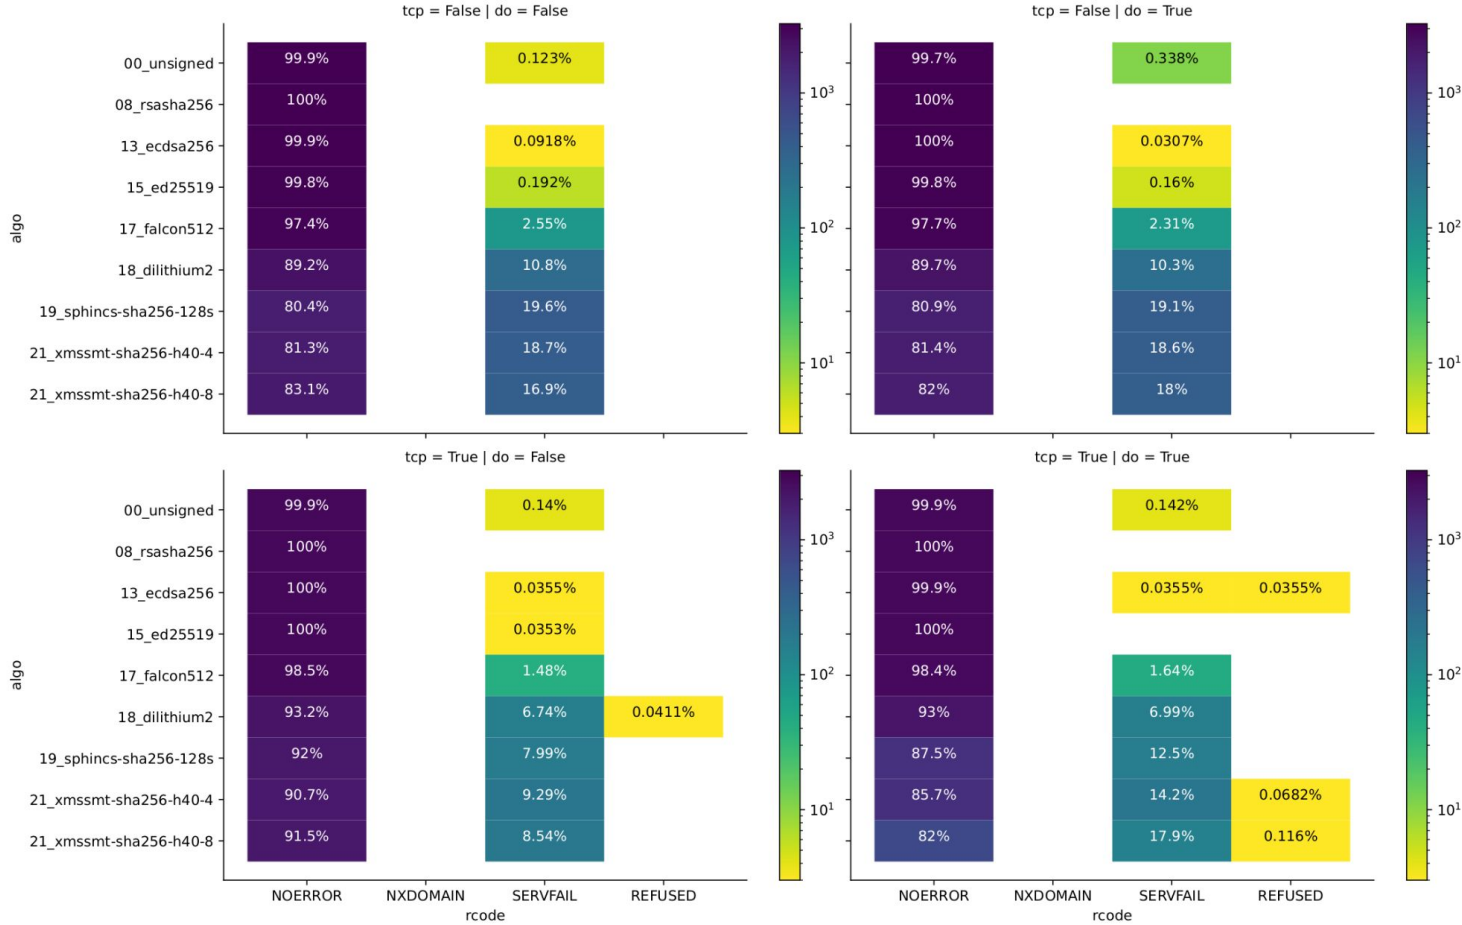 tcp = False | do = False
algo
00_unsigned 99.9% 0.123%
08_rsasha256 100%
13_ecdsa256 99.9% 0.0918%
15_ed25519 99.8% 0.192%
17_falcon512 97.4% 2.55%
18_dilithium2 89.2% 10.8%
19_sphincs-sha256-128s 80.4% 19.6%
21_xmssmt-sha256-h40-4 81.3% 18.7%
21_xmssmt-sha256-h40-8 83.1% 16.9%
10³
10²
10¹
tcp = False | do = True
99.7% 0.338%
100%
100% 0.0307%
99.8% 0.16%
97.7% 2.31%
89.7% 10.3%
80.9% 19.1%
81.4% 18.6%
82% 18%
10³
10²
10¹
tcp = True | do = False
algo
00_unsigned 99.9% 0.14%
08_rsasha256 100%
13_ecdsa256 100% 0.0355%
15_ed25519 100% 0.0353%
17_falcon512 98.5% 1.48%
18_dilithium2 93.2% 6.74% 0.0411%
19_sphincs-sha256-128s 92% 7.99%
21_xmssmt-sha256-h40-4 90.7% 9.29%
21_xmssmt-sha256-h40-8 91.5% 8.54%
NOERROR NXDOMAIN SERVFAIL REFUSED
rcode
10³
10²
10¹
tcp = True | do = True
99.9% 0.142%
100%
99.9% 0.0355% 0.0355%
100%
98.4% 1.64%
93% 6.99%
87.5% 12.5%
85.7% 14.2% 0.0682%
82% 17.9% 0.116%
NOERROR NXDOMAIN SERVFAIL REFUSED
rcode
10³
10²
10¹